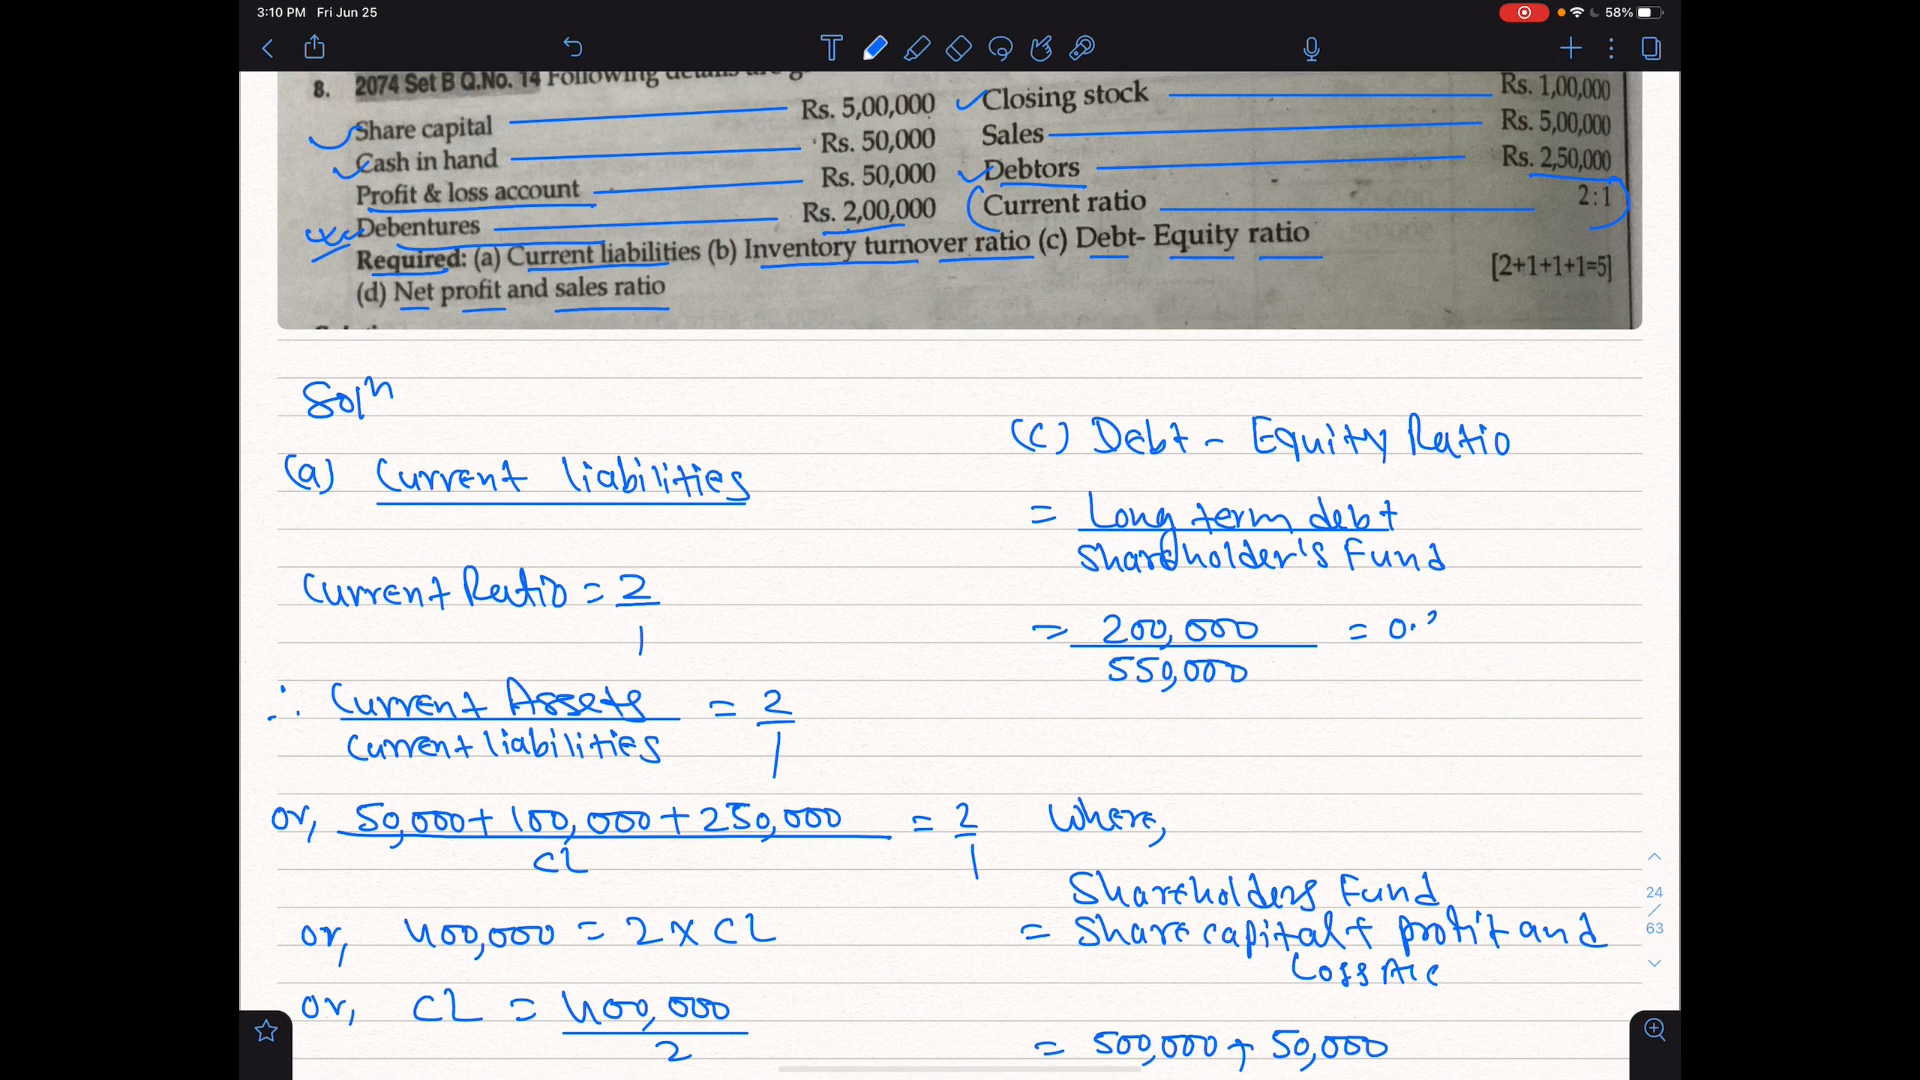 3:10 PM Fri Jun 25
58%
8. 2074 Set B Q.No. 14 Following details are g
Share capital Rs. 5,00,000 Closing stock Rs. 1,00,000
Cash in hand Rs. 50,000 Sales Rs. 5,00,000
Profit & loss account Rs. 50,000 Debtors Rs. 2,50,000
Debentures Rs. 2,00,000 Current ratio 2:1
Required: (a) Current liabilities (b) Inventory turnover ratio (c) Debt- Equity ratio
(d) Net profit and sales ratio [2+1+1+1=5]
Solⁿ
(a) Current liabilities
Current Ratio = 2
1
∴ Current Assets = 2
Current liabilities 1
or, 50,000 + 100,000 + 250,000 = 2
CL 1
or, 400,000 = 2 x CL
or, CL = 400,000
2
(c) Debt - Equity Ratio
= Long term debt
Shareholder's Fund
= 200,000 = 0.
550,000
Where,
Shareholders Fund
= Share capital + profit and
Loss A/c
= 500,000 + 50,000
24
63